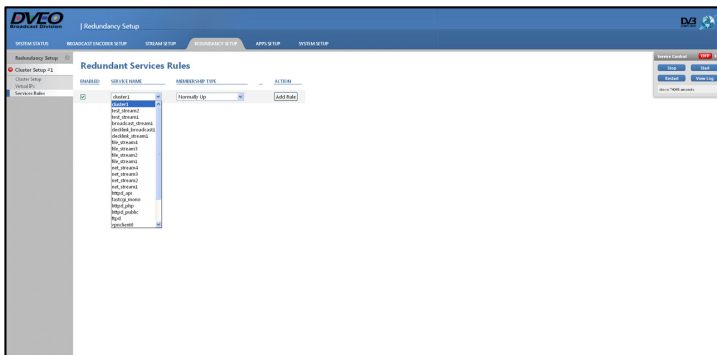 DVEO
Broadcast Division
| Redundancy Setup
DVB
SYSTEM STATUS BROADCAST ENCODER SETUP STREAM SETUP REDUNDANCY SETUP APPS SETUP SYSTEM SETUP
Redundancy Setup
Cluster Setup #1
Cluster Setup
Virtual IPs
Services Rules
Redundant Services Rules
ENABLED SERVICE NAME MEMBERSHIP TYPE ... ACTION
cluster1 Normally Up Add Rule
cluster1
test_stream2
test_stream1
broadcast_stream1
decklink_broadcast1
decklink_stream1
file_stream4
file_stream3
file_stream2
file_stream1
net_stream4
net_stream3
net_stream2
net_stream1
httpd_api
fastcgi_mono
httpd_php
httpd_public
ftpd
vpnclienttf
Service Control: OFF
Stop Start
Restart View Log